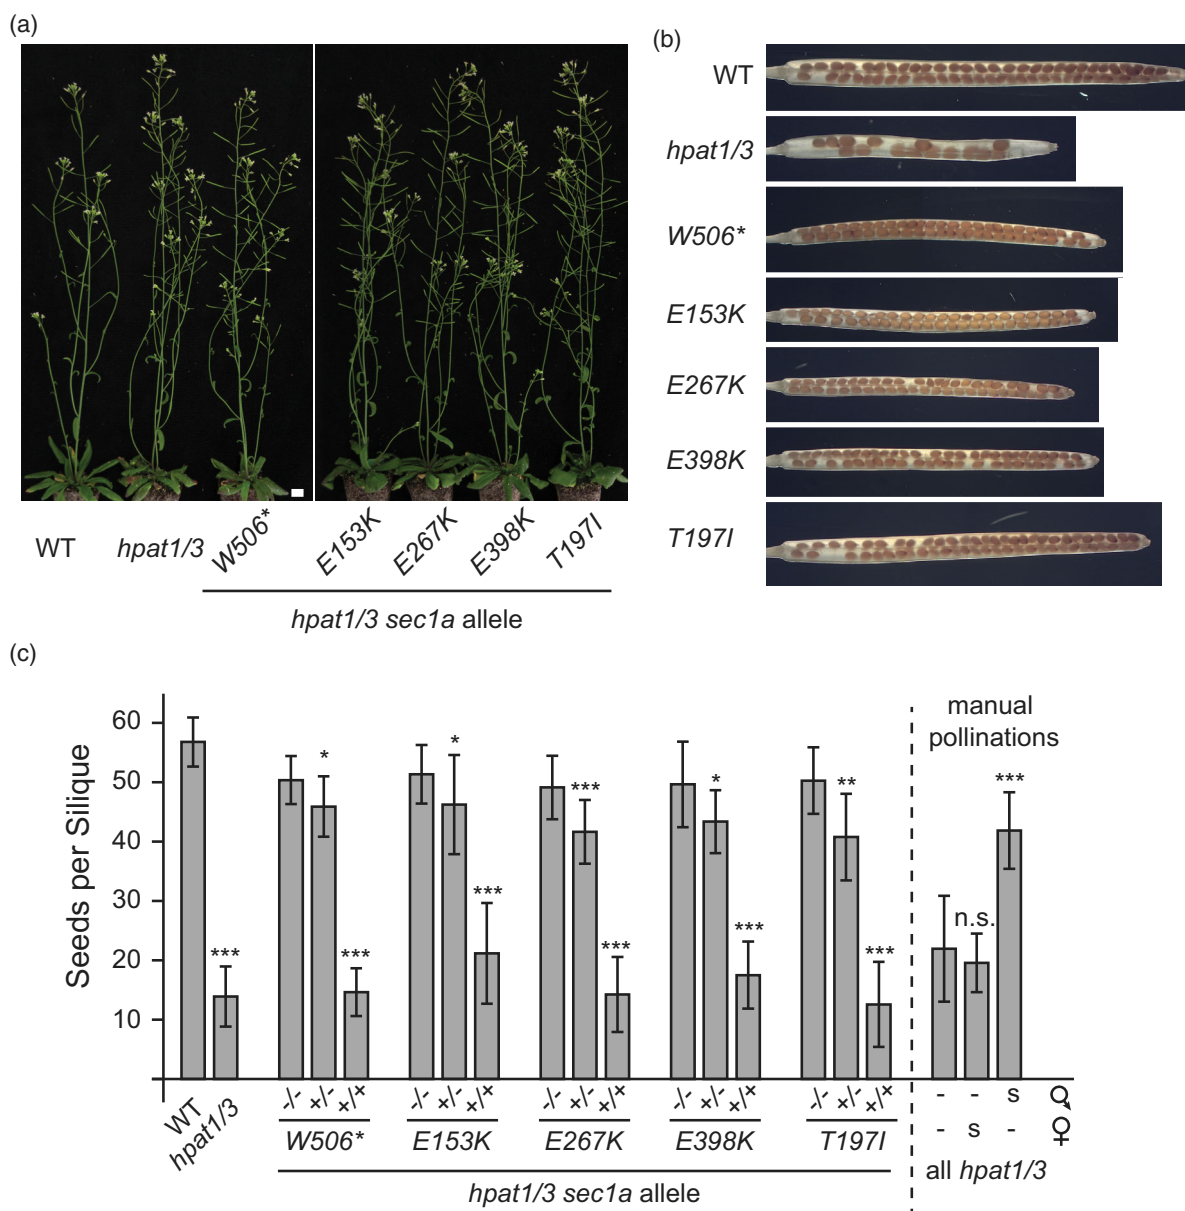 (a)
WT
hpat1/3
W506*
E153K
E267K
E398K
T197I
hpat1/3 sec1a allele
(b)
WT
hpat1/3
W506*
E153K
E267K
E398K
T197I
(c)
Seeds per Silique
60
50
40
30
20
10
***
* ***
* ***
*** ***
* ***
** ***
manual
pollinations
n.s.
***
WT
hpat1/3
-/- +/- +/+
W506*
-/- +/- +/+
E153K
-/- +/- +/+
E267K
-/- +/- +/+
E398K
-/- +/- +/+
T197I
hpat1/3 sec1a allele
- - s ♂
- s - ♀
all hpat1/3